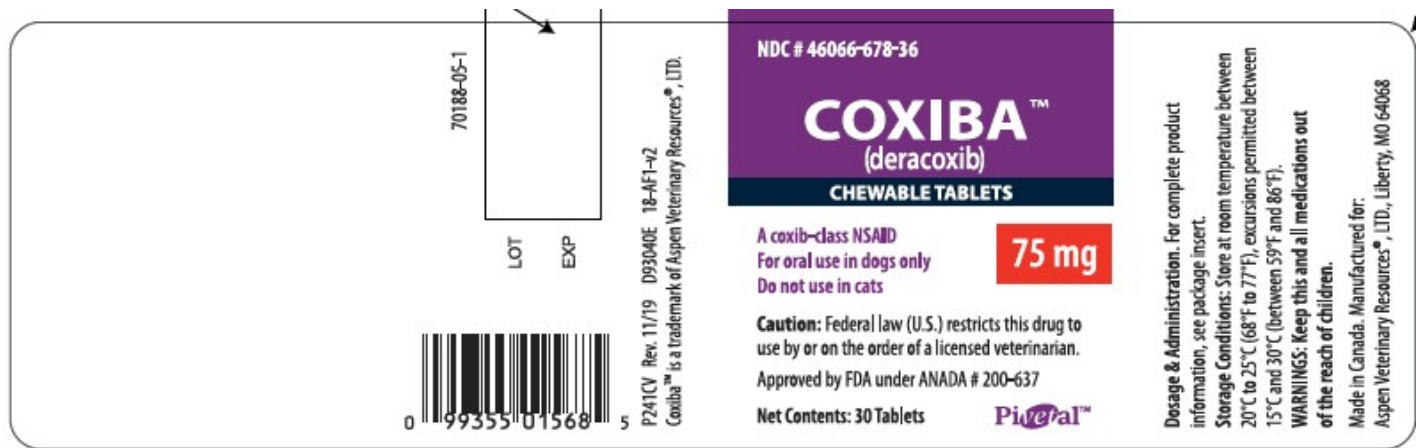 70188-05-1
LOT
EXP
0 99355 01568 5
P241CV Rev. 11/19 D93040E 18-AF1-v2
Coxiba™ is a trademark of Aspen Veterinary Resources®, LTD.
NDC # 46066-678-36
COXIBA™
(deracoxib)
CHEWABLE TABLETS
A coxib-class NSAID
For oral use in dogs only
Do not use in cats
75 mg
Caution: Federal law (U.S.) restricts this drug to
use by or on the order of a licensed veterinarian.
Approved by FDA under ANADA # 200-637
Net Contents: 30 Tablets
Pivetal™
Dosage & Administration. For complete product
information, see package insert.
Storage Conditions: Store at room temperature between
20°C to 25°C (68°F to 77°F), excursions permitted between
15°C and 30°C (between 59°F and 86°F).
WARNINGS: Keep this and all medications out
of the reach of children.
Made in Canada. Manufactured for:
Aspen Veterinary Resources®, LTD., Liberty, MO 64068